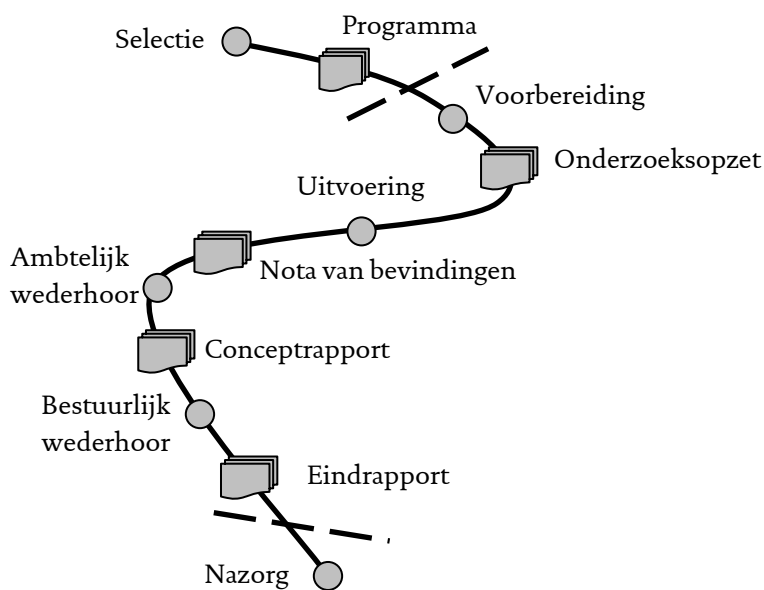 Selectie
Programma
Voorbereiding
Onderzoeksopzet
Uitvoering
Nota van bevindingen
Ambtelijk
wederhoor
Conceptrapport
Bestuurlijk
wederhoor
Eindrapport
Nazorg